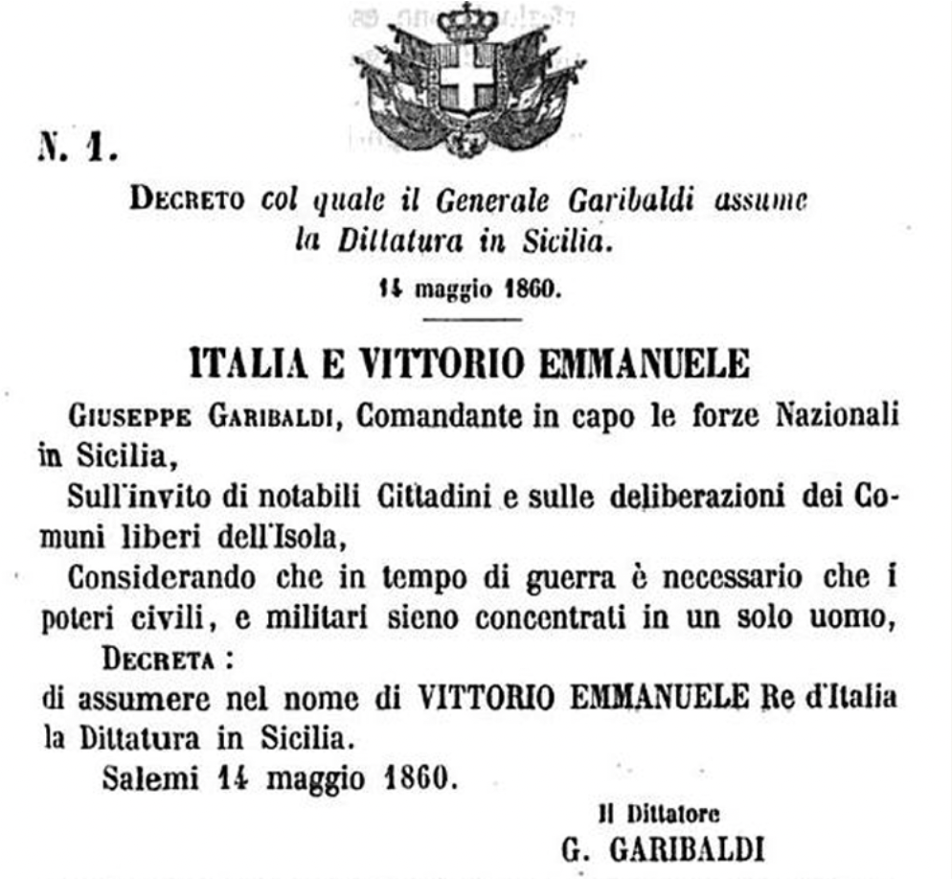 N. 1.
DECRETO col quale il Generale Garibaldi assume
la Dittatura in Sicilia.
14 maggio 1860.
ITALIA E VITTORIO EMMANUELE
GIUSEPPE GARIBALDI, Comandante in capo le forze Nazionali
in Sicilia,
Sull'invito di notabili Cittadini e sulle deliberazioni dei Co-
muni liberi dell'Isola,
Considerando che in tempo di guerra è necessario che i
poteri civili, e militari sieno concentrati in un solo uomo,
DECRETA :
di assumere nel nome di VITTORIO EMMANUELE Re d'Italia
la Dittatura in Sicilia.
Salemi 14 maggio 1860.
Il Dittatore
G. GARIBALDI